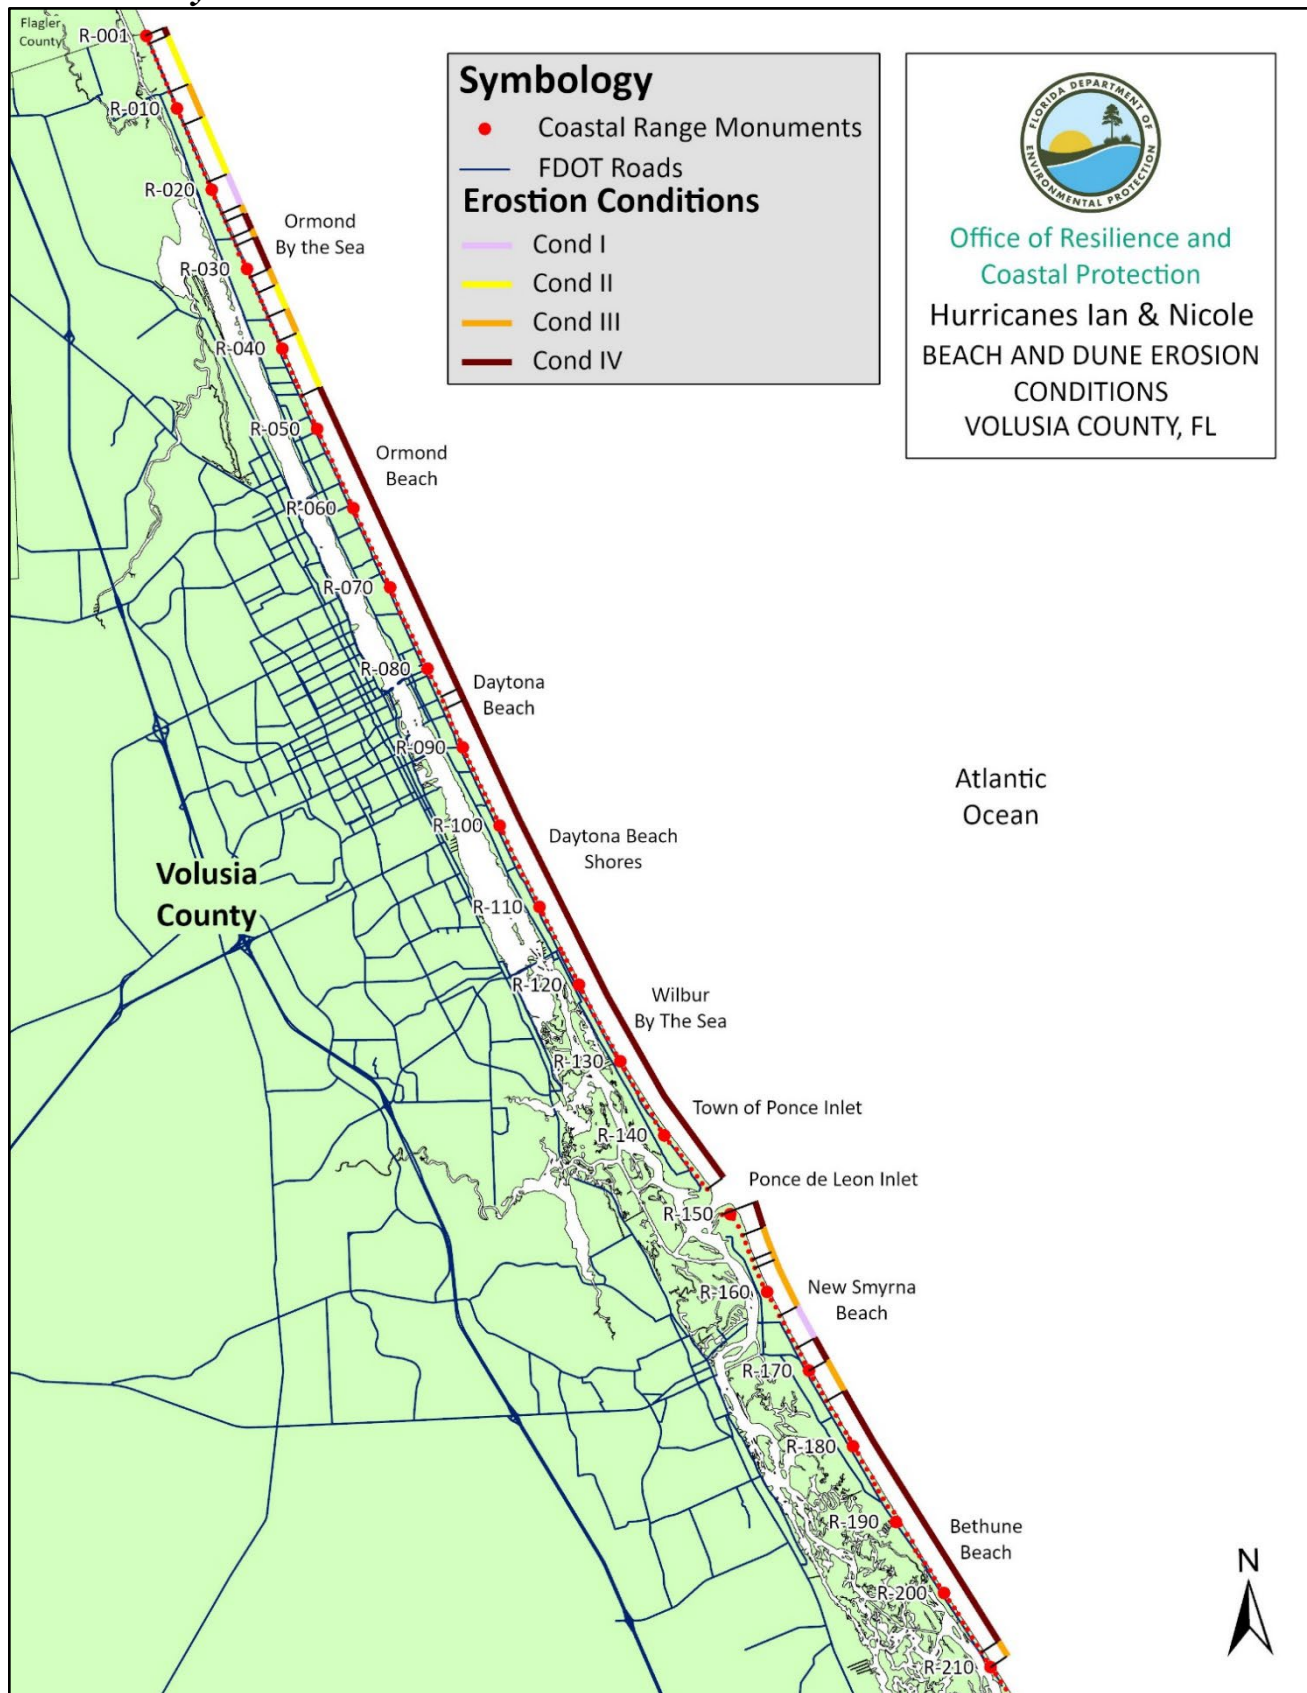 Flagler
County
R-001
R-010
R-020
Ormond
By the Sea
R-030
R-040
R-050
Ormond
Beach
R-060
R-070
R-080
Daytona
Beach
R-090
R-100
Daytona Beach
Shores
Volusia
County
R-110
R-120
Wilbur
By The Sea
R-130
Town of Ponce Inlet
R-140
Ponce de Leon Inlet
R-150
R-160
New Smyrna
Beach
R-170
R-180
R-190
Bethune
Beach
R-200
R-210
Symbology
Coastal Range Monuments
FDOT Roads
Erostion Conditions
Cond I
Cond II
Cond III
Cond IV
FLORIDA DEPARTMENT OF
ENVIRONMENTAL PROTECTION
Office of Resilience and
Coastal Protection
Hurricanes Ian & Nicole
BEACH AND DUNE EROSION
CONDITIONS
VOLUSIA COUNTY, FL
Atlantic
Ocean
N